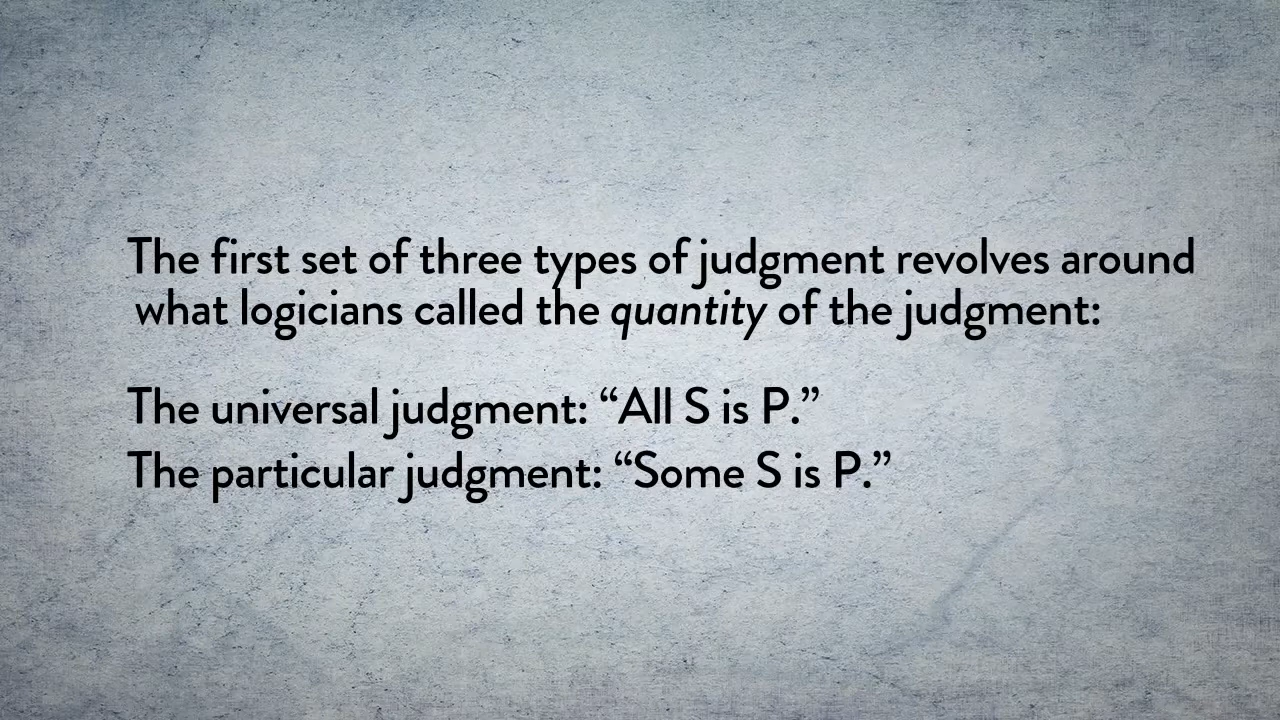 The first set of three types of judgment revolves around
what logicians called the quantity of the judgment:
The universal judgment: “All S is P.”
The particular judgment: “Some S is P.”